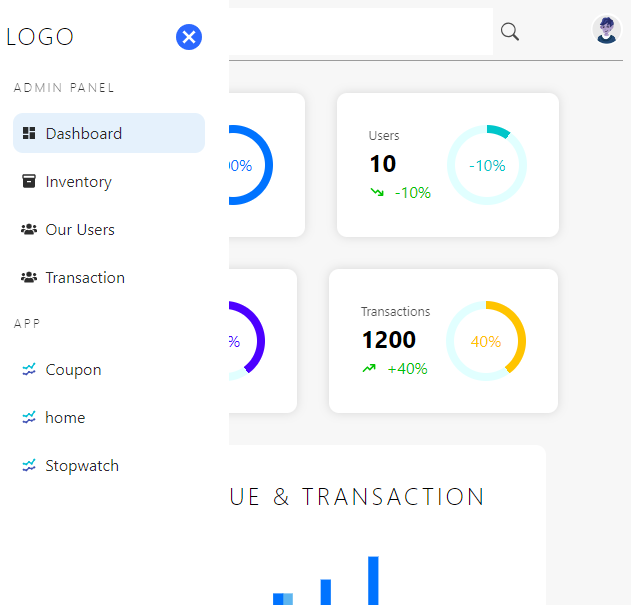 LOGO
ADMIN PANEL
Dashboard
Inventory
Our Users
Transaction
APP
Coupon
home
Stopwatch
Users
10
-10%
-10%
Transactions
1200
+40%
40%
UE & TRANSACTION